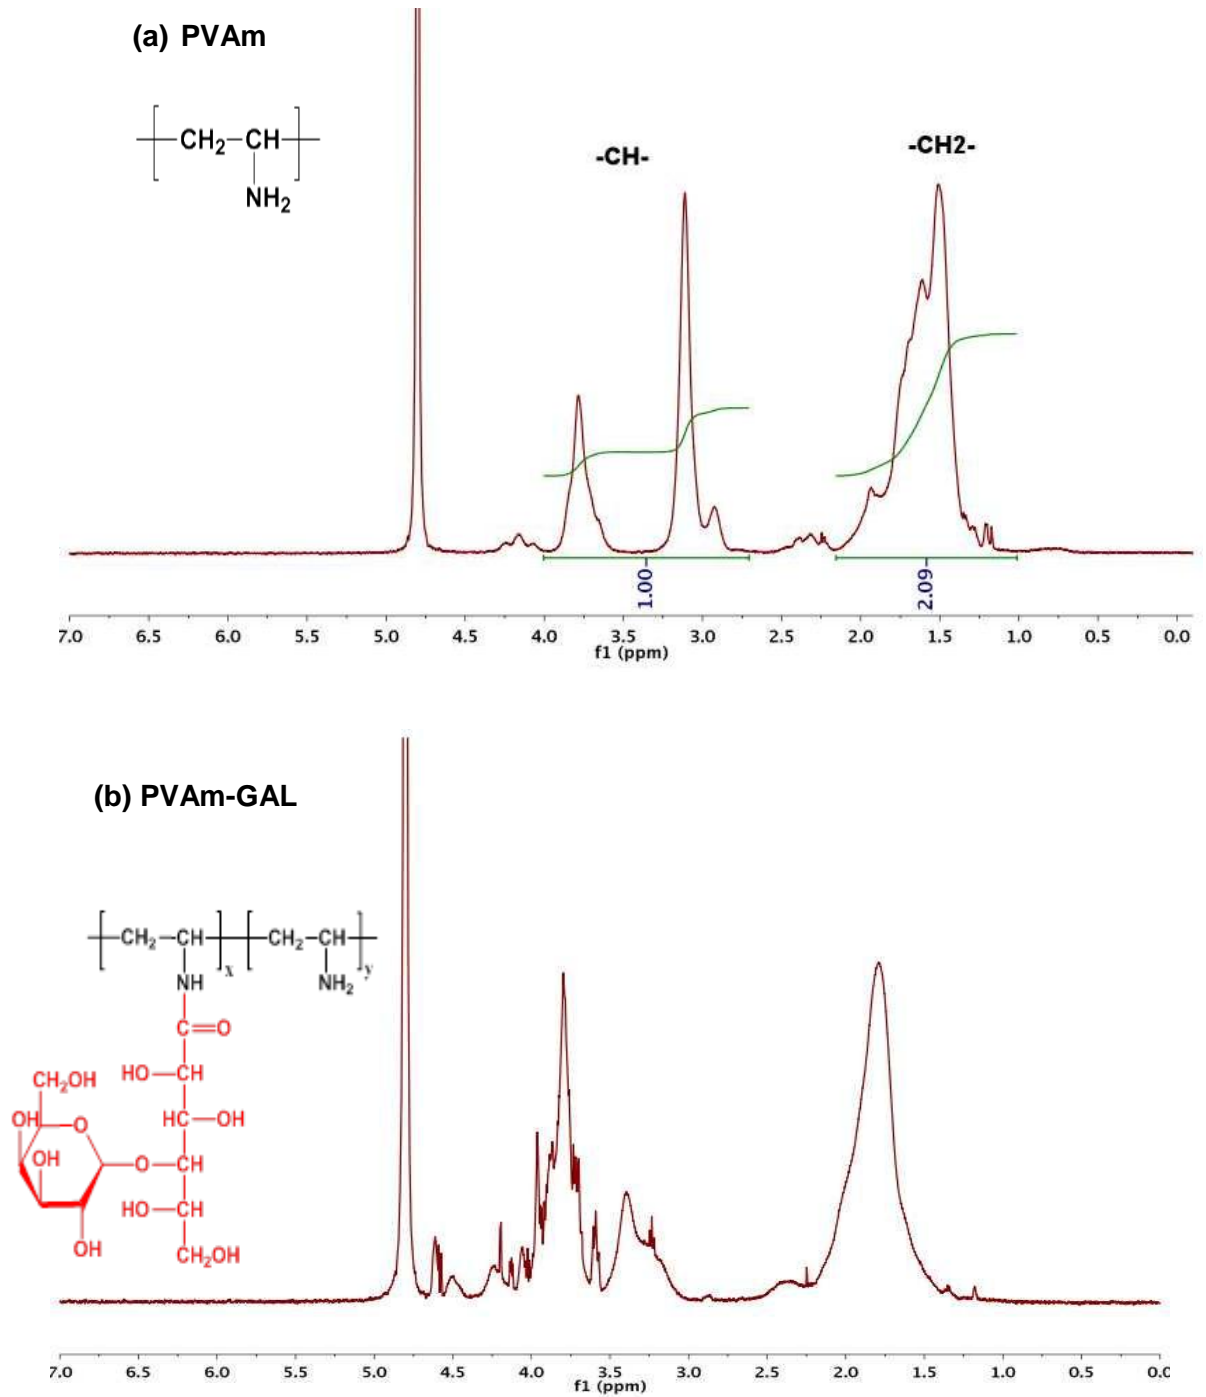 (a) PVAm
CH2 CH
NH2
-CH-
-CH2-
1.00
2.09
7.0 6.5 6.0 5.5 5.0 4.5 4.0 3.5 3.0 2.5 2.0 1.5 1.0 0.5 0.0
f1 (ppm)
(b) PVAm-GAL
CH2 CH x CH2 CH y
NH NH2
C=O
CH2OH HO CH
OH O HC OH
OH O CH
HO CH
OH CH2OH
7.0 6.5 6.0 5.5 5.0 4.5 4.0 3.5 3.0 2.5 2.0 1.5 1.0 0.5 0.0
f1 (ppm)